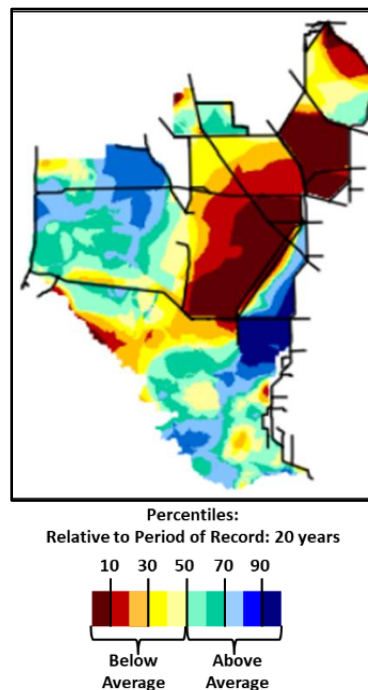 Percentiles:
Relative to Period of Record: 20 years
10 30 50 70 90
Below Above
Average Average